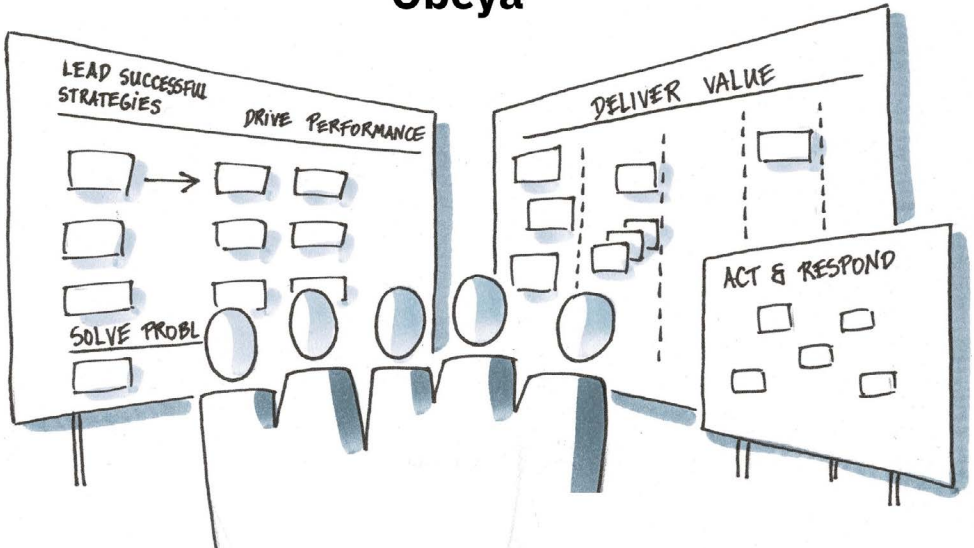 Obeya
LEAD SUCCESSFUL
STRATEGIES
DRIVE PERFORMANCE
SOLVE PROBL
DELIVER VALUE
ACT & RESPOND